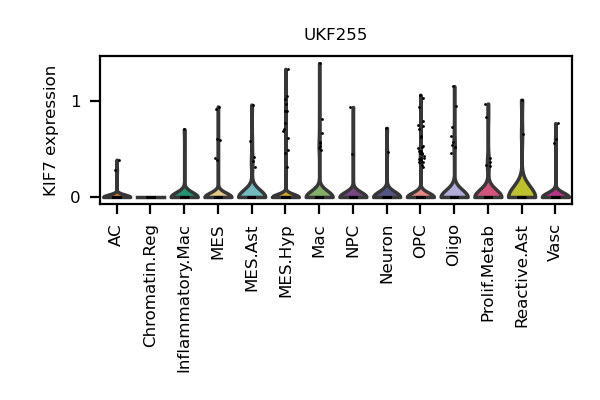 UKF255
KIF7 expression
1
0
AC
Chromatin.Reg
Inflammatory.Mac
MES
MES.Ast
MES.Hyp
Mac
NPC
Neuron
OPC
Oligo
Prolif.Metab
Reactive.Ast
Vasc